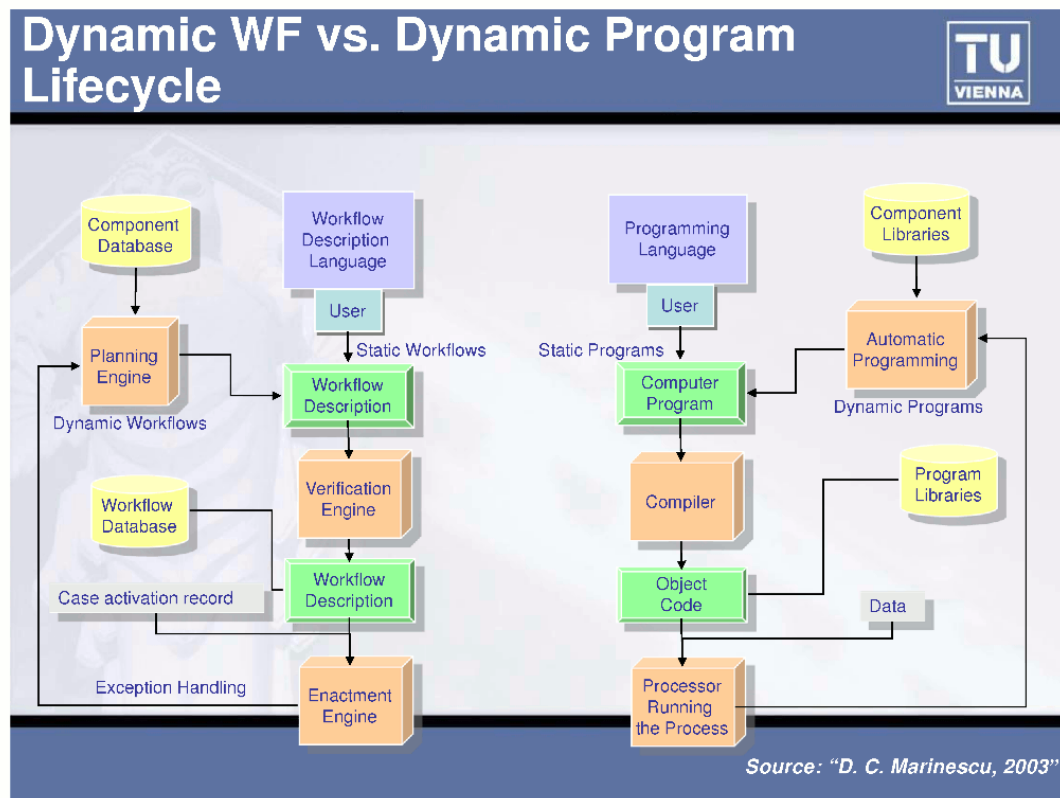 Dynamic WF vs. Dynamic Program
Lifecycle
TU
VIENNA
Component
Database
Workflow
Description
Language
User
Static Workflows
Planning
Engine
Dynamic Workflows
Workflow
Description
Verification
Engine
Workflow
Database
Workflow
Description
Case activation record
Exception Handling
Enactment
Engine
Programming
Language
User
Static Programs
Component
Libraries
Automatic
Programming
Dynamic Programs
Computer
Program
Compiler
Program
Libraries
Object
Code
Data
Processor
Running
the Process
Source: “D. C. Marinescu, 2003”